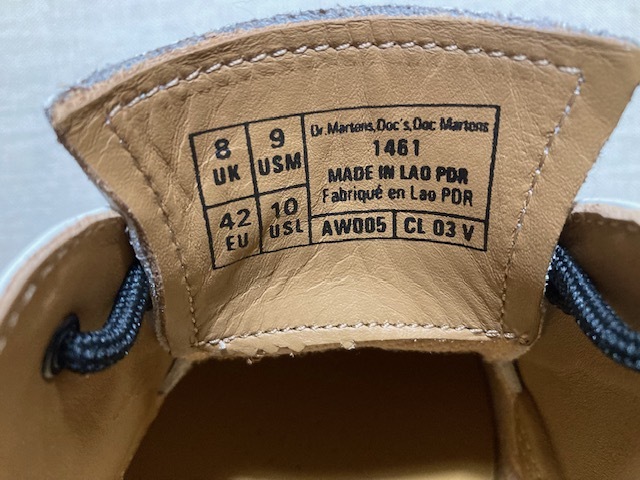 8 UK
9 USM
42 EU
10 USL
Dr. Martens, Doc's, Doc Martens
1461
MADE IN LAO PDR
Fabriqué en Lao PDR
AW005
CL 03 V